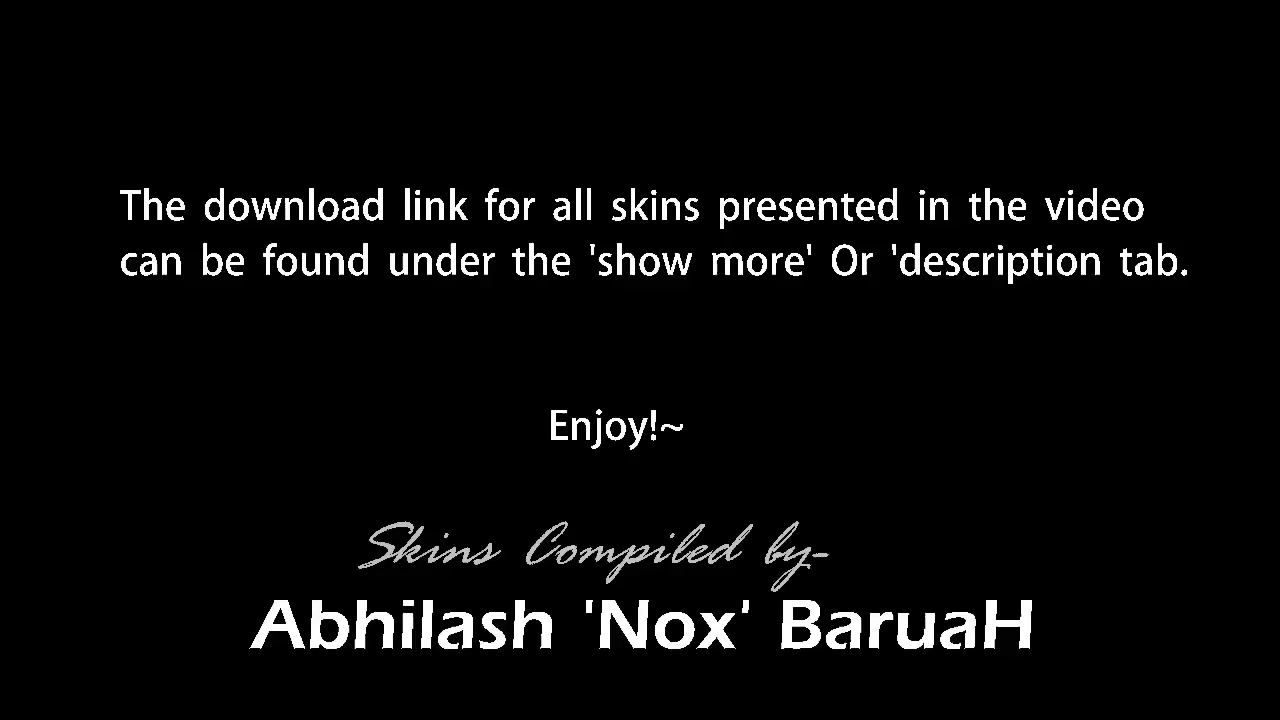 The download link for all skins presented in the video
can be found under the 'show more' Or 'description tab.
Enjoy!~
Skins Compiled by-
Abhilash 'Nox' BaruaH